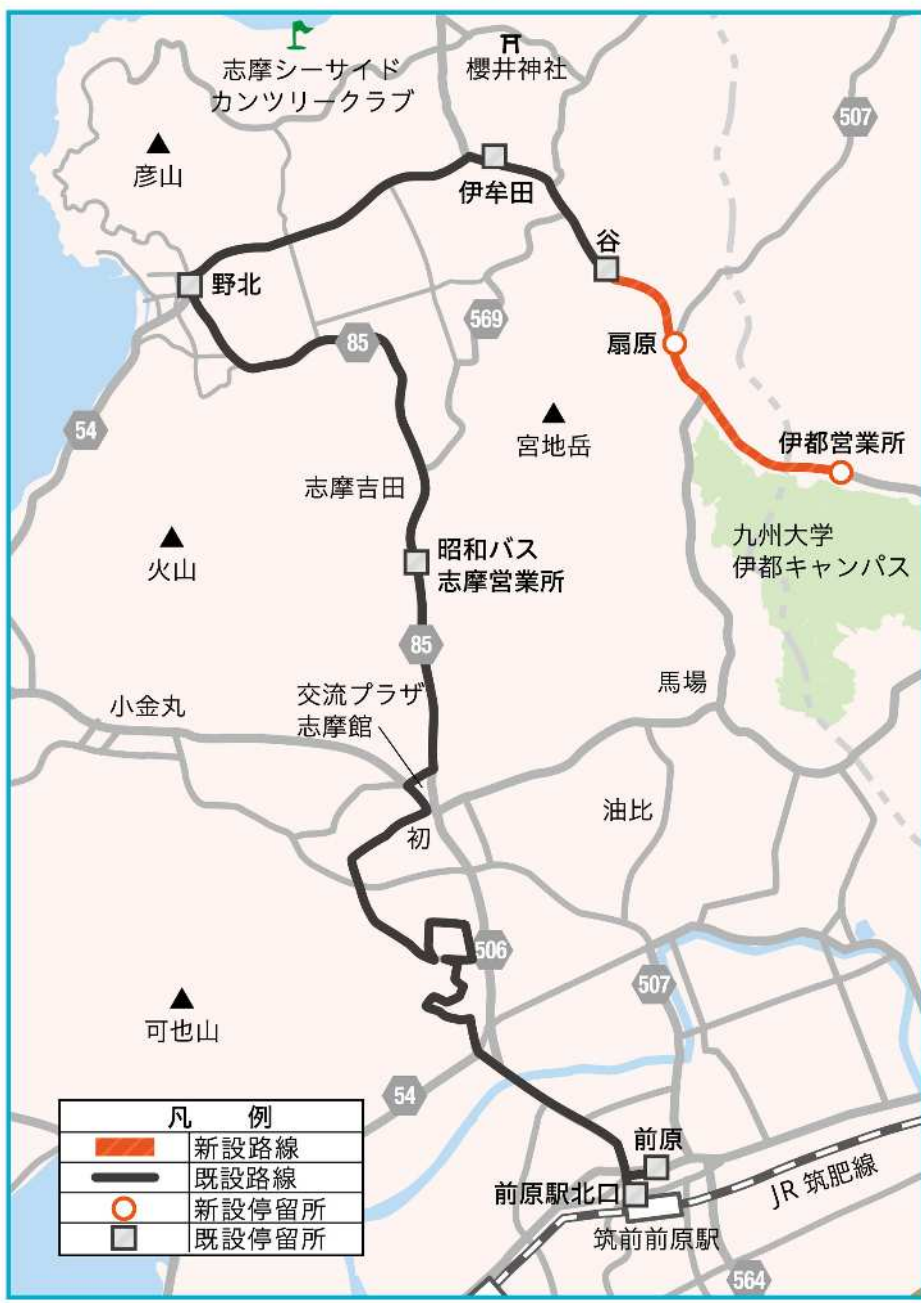 志摩シーサイド
カンツリークラブ
櫻井神社
507
彦山
伊牟田
谷
野北
569
85
扇原
54
宮地岳
伊都営業所
志摩吉田
九州大学
伊都キャンパス
火山
昭和バス
志摩営業所
85
交流プラザ
志摩館
馬場
小金丸
油比
初
506
507
可也山
54
凡 例
新設路線
既設路線
新設停留所
既設停留所
前原
前原駅北口
JR 筑肥線
筑前前原駅
564